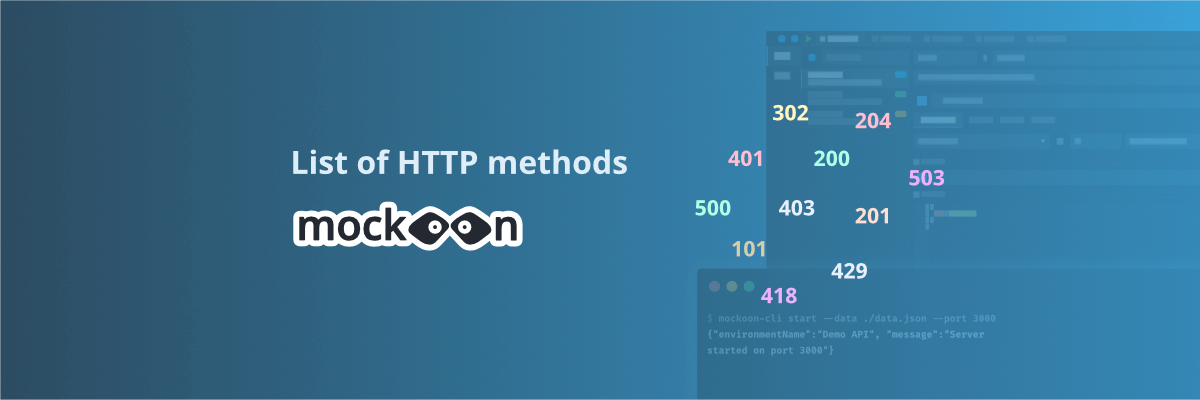 List of HTTP methods
mockoon
302
204
401
200
503
500
403
201
101
429
418
$ mockoon-cli start --data ./data.json --port 3000
{"environmentName":"Demo API", "message":"Server
started on port 3000"}